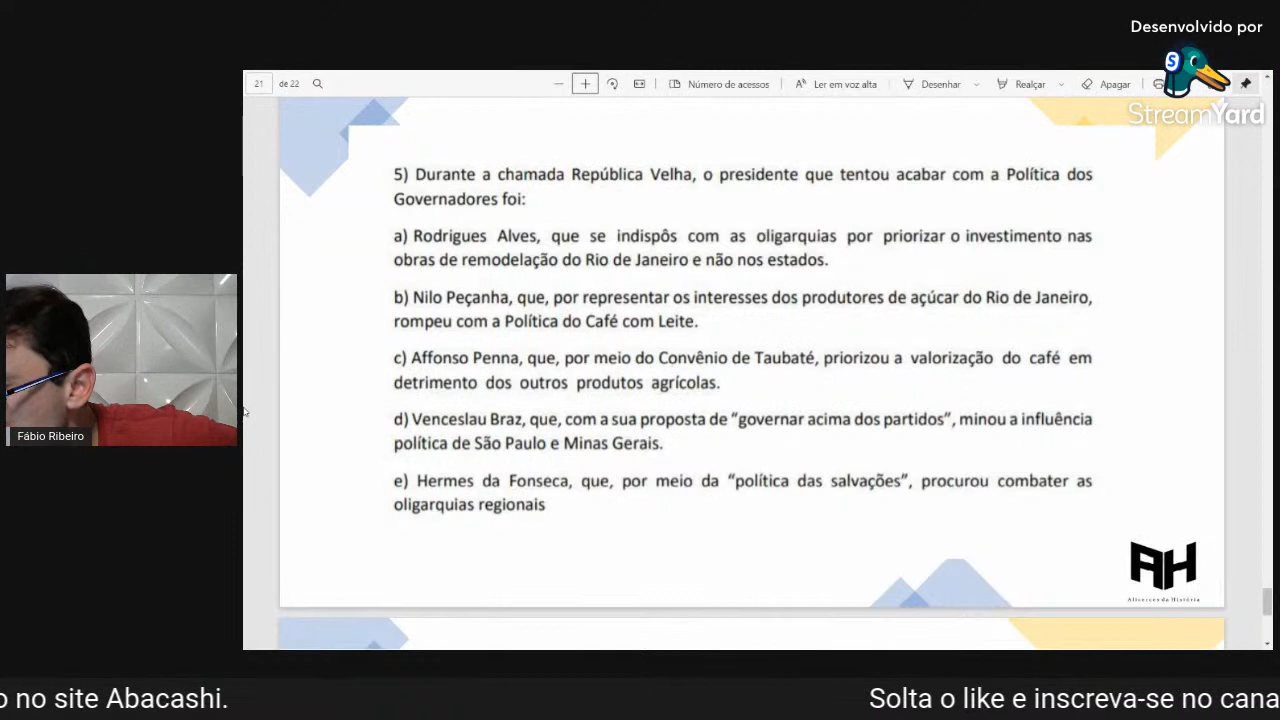 Desenvolvido por
StreamYard
21 de 22 Número de acessos Ler em voz alta Desenhar Realçar Apagar
5) Durante a chamada República Velha, o presidente que tentou acabar com a Política dos
Governadores foi:
a) Rodrigues Alves, que se indispôs com as oligarquias por priorizar o investimento nas
obras de remodelação do Rio de Janeiro e não nos estados.
b) Nilo Peçanha, que, por representar os interesses dos produtores de açúcar do Rio de Janeiro,
rompeu com a Política do Café com Leite.
c) Affonso Penna, que, por meio do Convênio de Taubaté, priorizou a valorização do café em
detrimento dos outros produtos agrícolas.
d) Venceslau Braz, que, com a sua proposta de “governar acima dos partidos”, minou a influência
política de São Paulo e Minas Gerais.
e) Hermes da Fonseca, que, por meio da “política das salvações”, procurou combater as
oligarquias regionais
Fábio Ribeiro
AH
Alicerces da História
o no site Abacashi. Solta o like e inscreva-se no cana